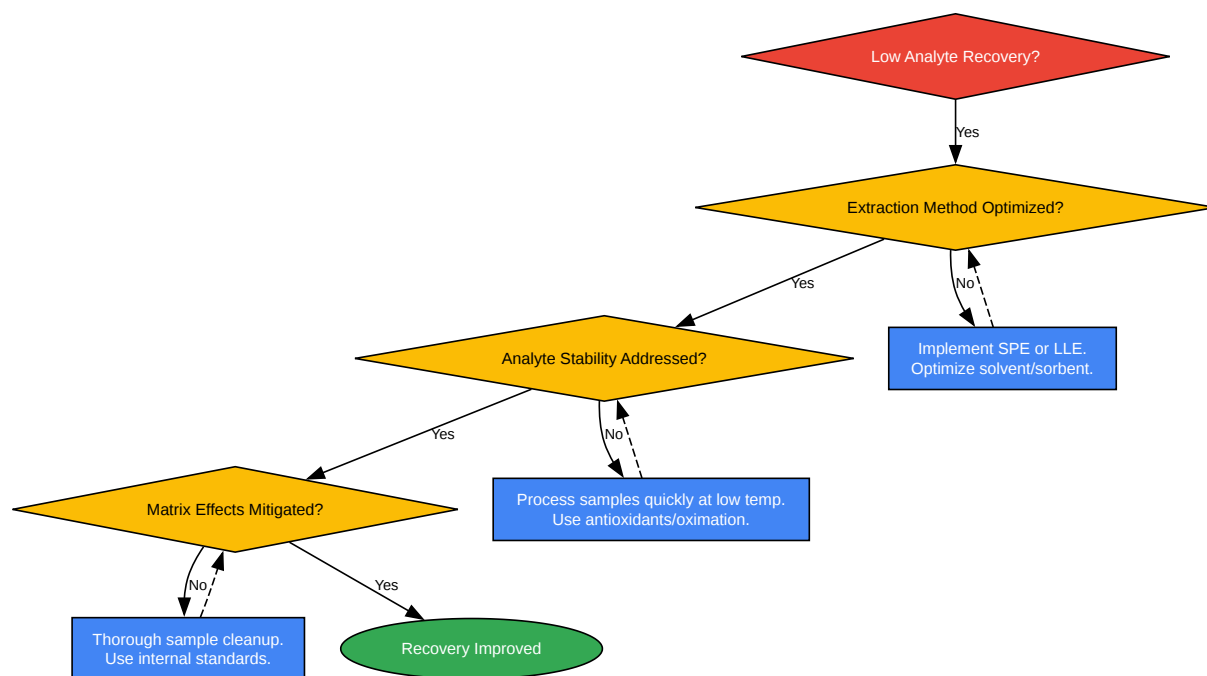 Low Analyte Recovery?
Yes
Extraction Method Optimized?
Yes
No
Implement SPE or LLE.
Optimize solvent/sorbent.
Analyte Stability Addressed?
Yes
No
Process samples quickly at low temp.
Use antioxidants/oximation.
Matrix Effects Mitigated?
No
Yes
Thorough sample cleanup.
Use internal standards.
Recovery Improved